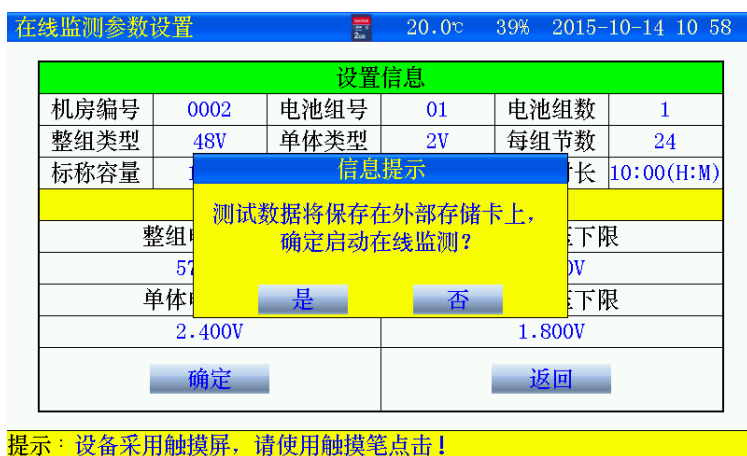 在线监测参数设置 20.0℃ 39% 2015-10-14 10 58
设置信息
机房编号 0002 电池组号 01 电池组数 1
整组类型 48V 单体类型 2V 每组节数 24
标称容量 长 10:00(H:M)
信息提示
测试数据将保存在外部存储卡上，
确定启动在线监测?
整组 下限
57 V
是 否
单体 下限
2.400V 1.800V
确定 返回
提示：设备采用触摸屏，请使用触摸笔点击！